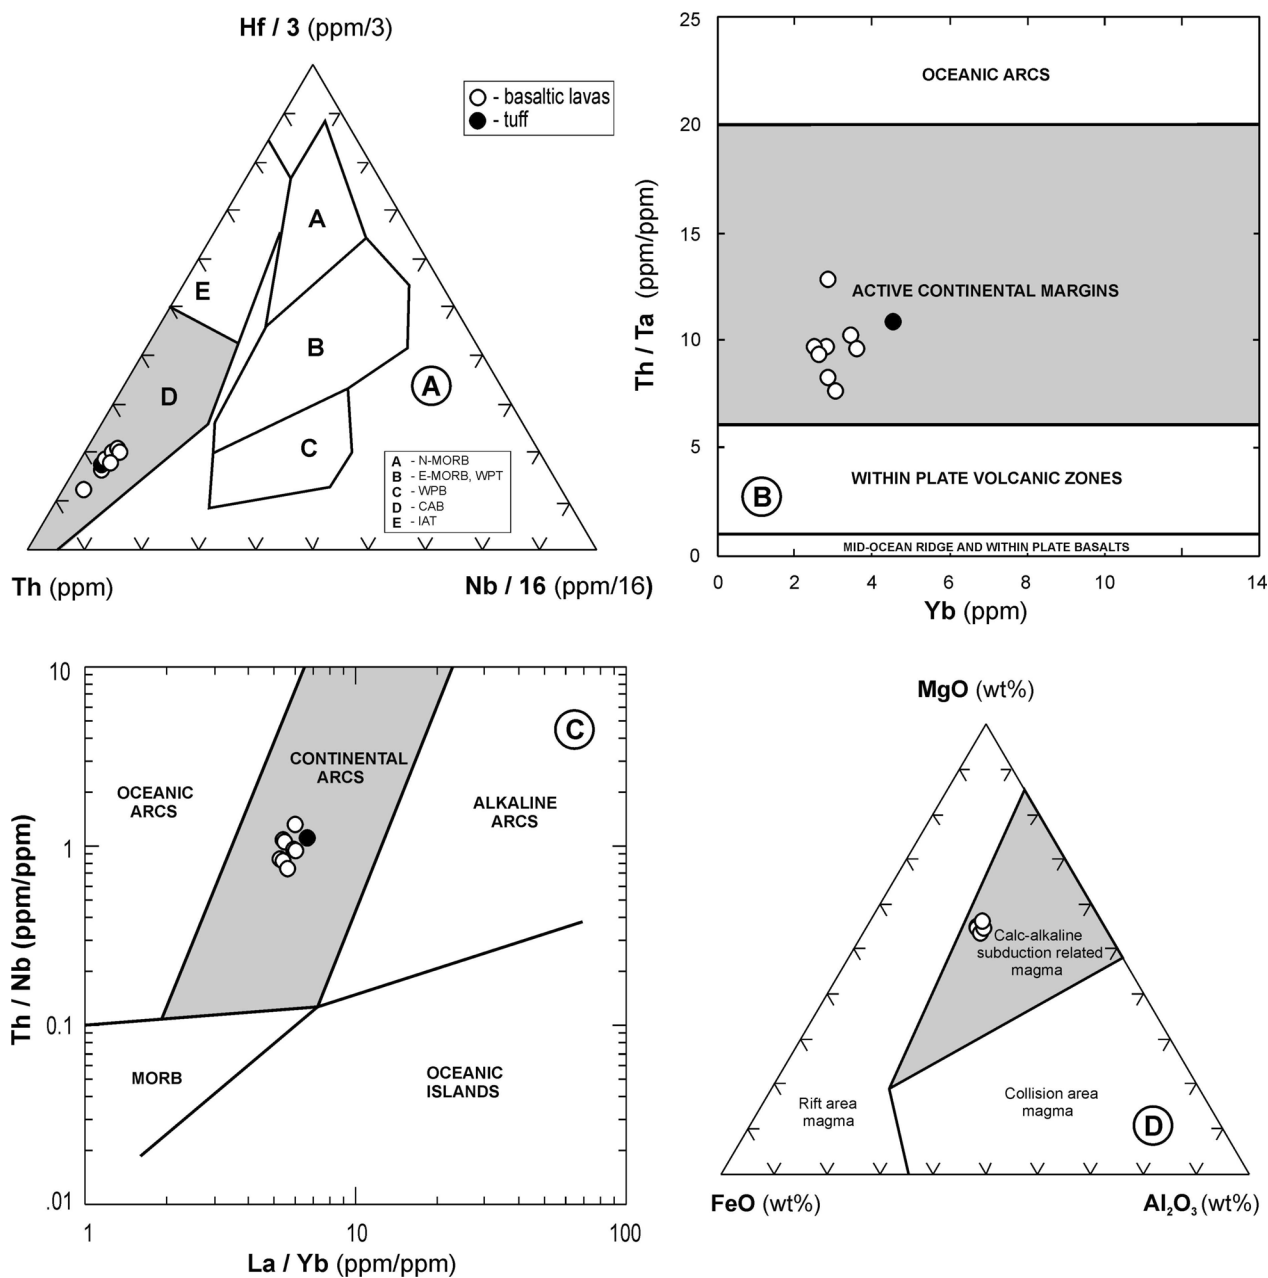 Hf / 3 (ppm/3)
- basaltic lavas
- tuff
A
E
B
D
C
A
A - N-MORB
B - E-MORB, WPT
C - WPB
D - CAB
E - IAT
Th (ppm)
Nb / 16 (ppm/16)
25
20
15
10
5
0
Th / Ta (ppm/ppm)
OCEANIC ARCS
ACTIVE CONTINENTAL MARGINS
WITHIN PLATE VOLCANIC ZONES
B
MID-OCEAN RIDGE AND WITHIN PLATE BASALTS
0 2 4 6 8 10 14
Yb (ppm)
10
1
0.1
.01
Th / Nb (ppm/ppm)
C
CONTINENTAL
ARCS
OCEANIC
ARCS
ALKALINE
ARCS
MORB
OCEANIC
ISLANDS
1 10 100
La / Yb (ppm/ppm)
MgO (wt%)
Calc-alkaline
subduction related
magma
Rift area
magma
Collision area
magma
D
FeO (wt%)
Al₂O₃ (wt%)